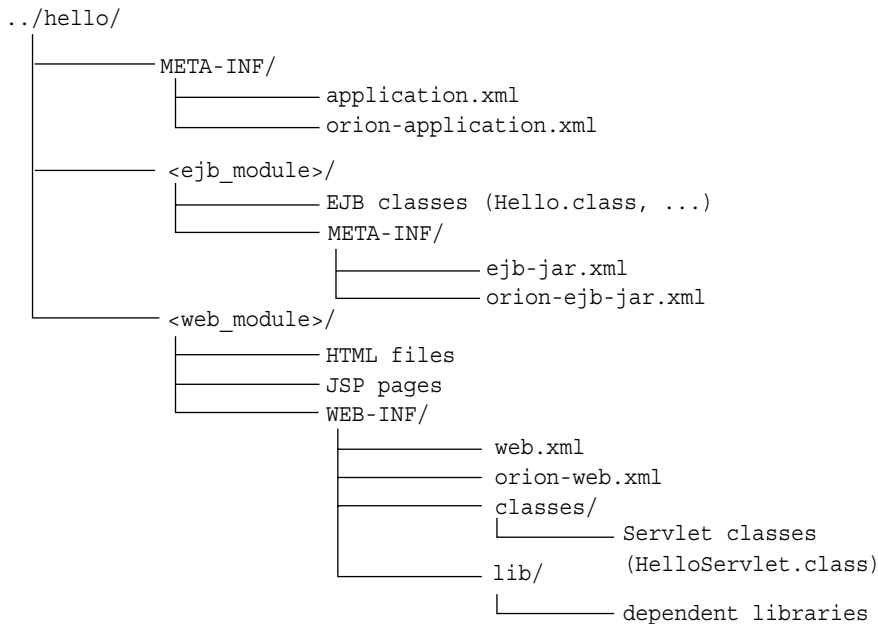 ../hello/
META-INF/
application.xml
orion-application.xml
<ejb_module>/
EJB classes (Hello.class, ...)
META-INF/
ejb-jar.xml
orion-ejb-jar.xml
<web_module>/
HTML files
JSP pages
WEB-INF/
web.xml
orion-web.xml
classes/
Servlet classes
(HelloServlet.class)
lib/
dependent libraries